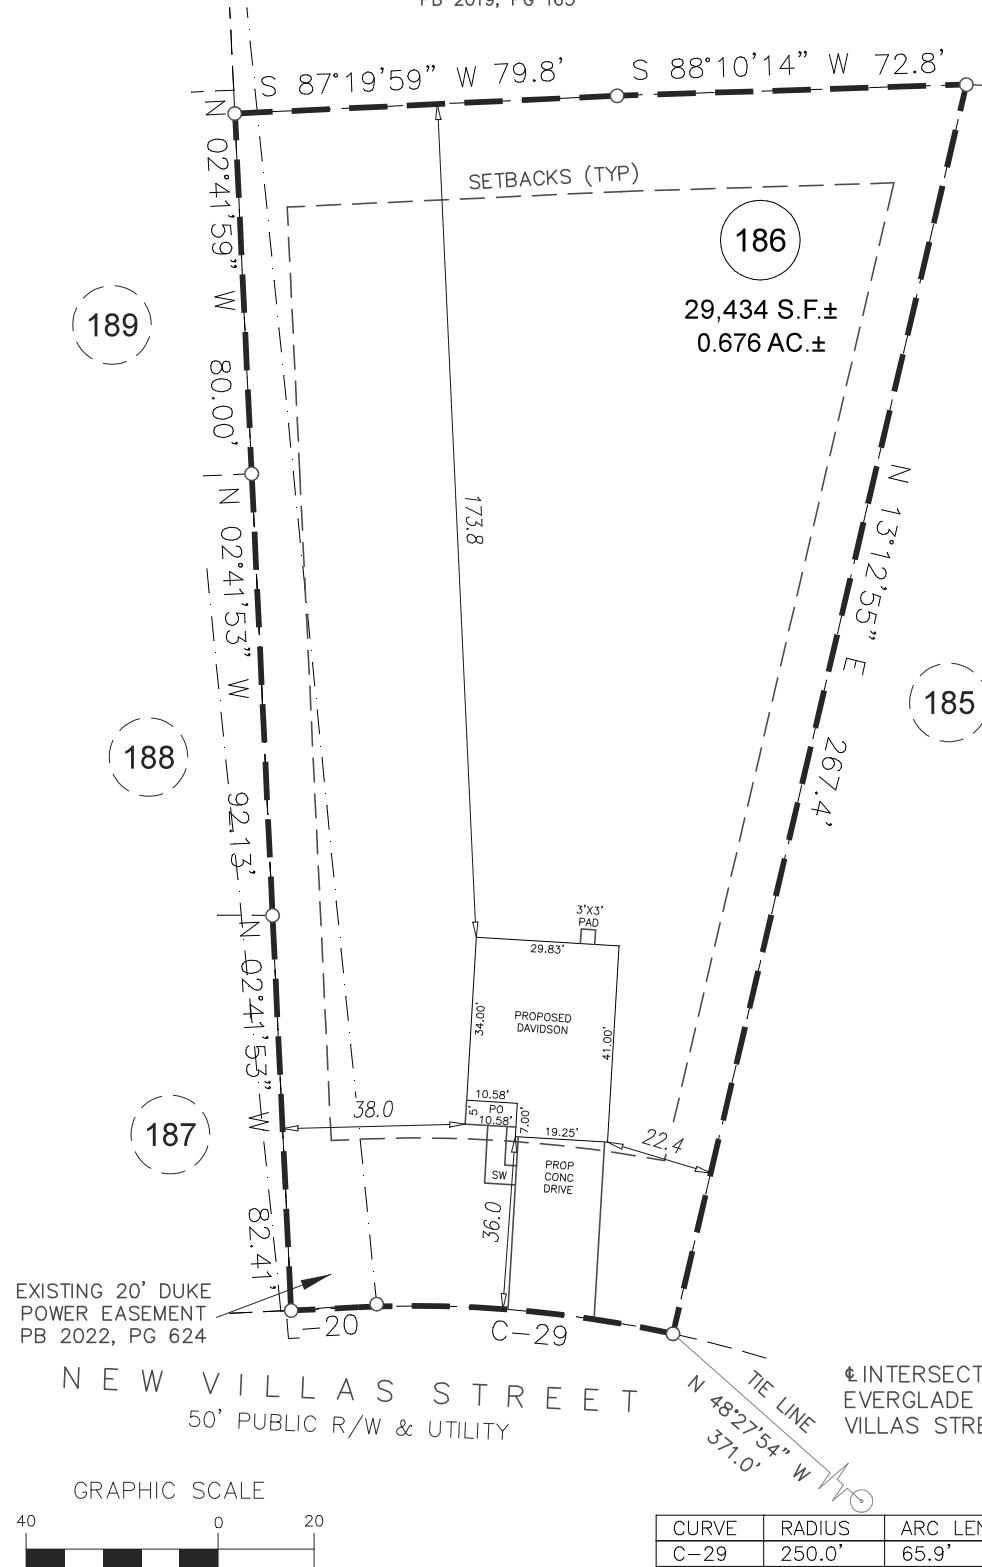 PB 2019, PG 165
S 87°19'59" W 79.8'
S 88°10'14" W 72.8'
N 02°41'59" W 80.00'
SETBACKS (TYP)
186
29,434 S.F.±
0.676 AC.±
189
N 13°12'55" E 267.4'
173.8
N 02°41'53" W 92.13'
185
188
3'X3'
PAD
29.83'
34.00'
PROPOSED
DAVIDSON
41.00'
N 02°41'53" W 82.41'
10.58'
5'
PO
10.58'
7.00'
19.25'
38.0
22.4
187
SW
PROP
CONC
DRIVE
36.0
EXISTING 20' DUKE
POWER EASEMENT
PB 2022, PG 624
L-20
C-29
NEW VILLAS STREET
50' PUBLIC R/W & UTILITY
TIE LINE
N 48°27'54" W
371.0'
℄ INTERSECT
EVERGLADE
VILLAS STRE
GRAPHIC SCALE
40 0 20
CURVE RADIUS ARC LEN
C-29 250.0' 65.9'